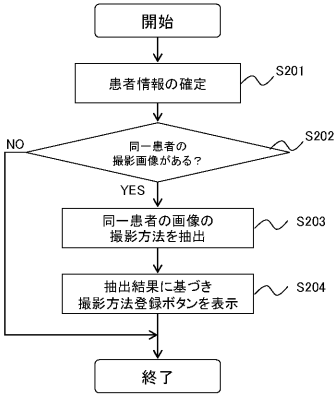 開始
患者情報の確定
S201
同一患者の
撮影画像がある？
S202
NO
YES
同一患者の画像の
撮影方法を抽出
S203
抽出結果に基づき
撮影方法登録ボタンを表示
S204
終了